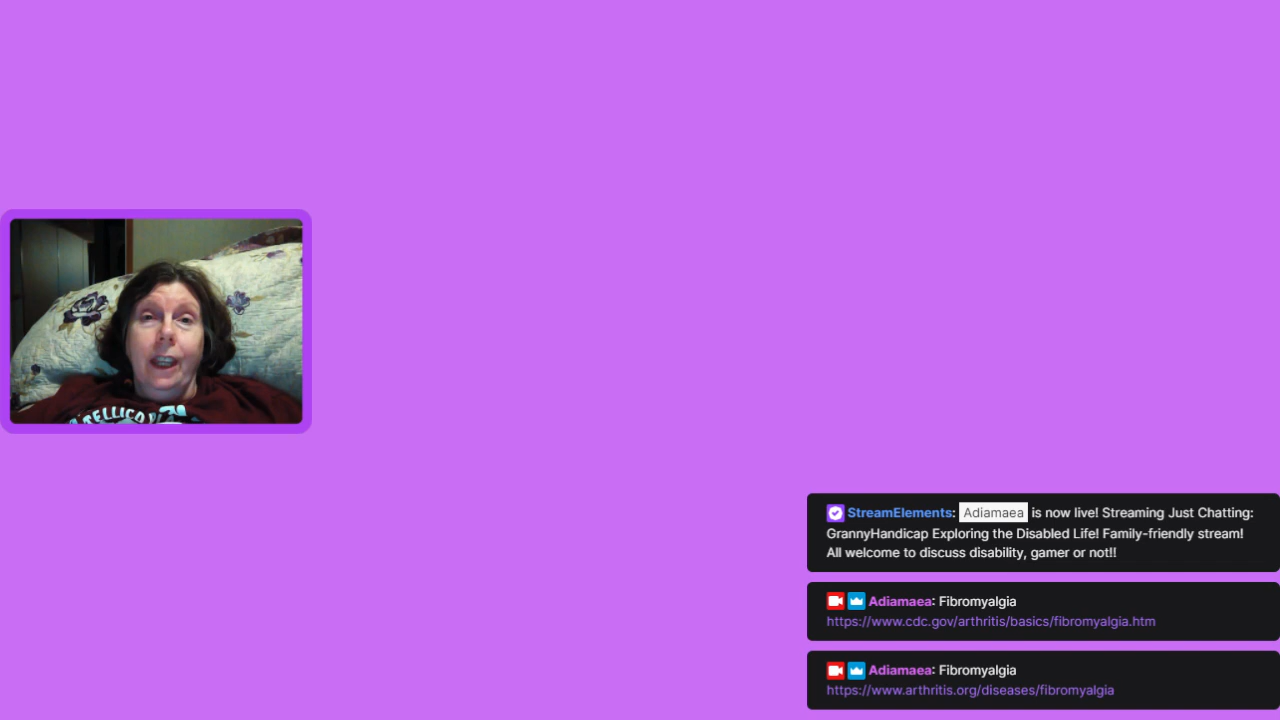 TELLICO
StreamElements: Adiamaea is now live! Streaming Just Chatting:
GrannyHandicap Exploring the Disabled Life! Family-friendly stream!
All welcome to discuss disability, gamer or not!!
Adiamaea: Fibromyalgia
https://www.cdc.gov/arthritis/basics/fibromyalgia.htm
Adiamaea: Fibromyalgia
https://www.arthritis.org/diseases/fibromyalgia